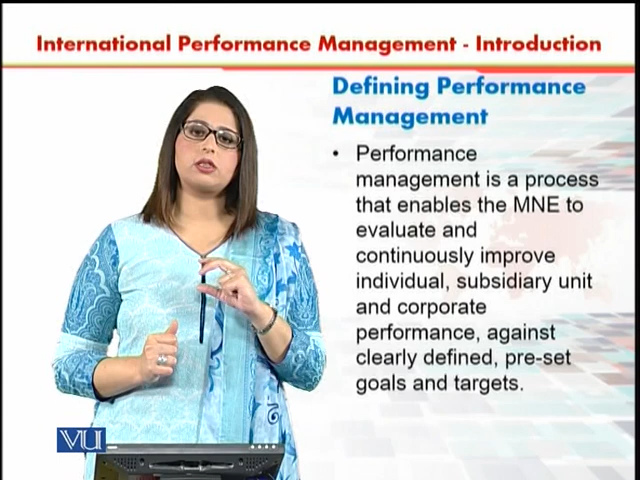 International Performance Management - Introduction
Defining Performance
Management
• Performance
management is a process
that enables the MNE to
evaluate and
continuously improve
individual, subsidiary unit
and corporate
performance, against
clearly defined, pre-set
goals and targets.
VU